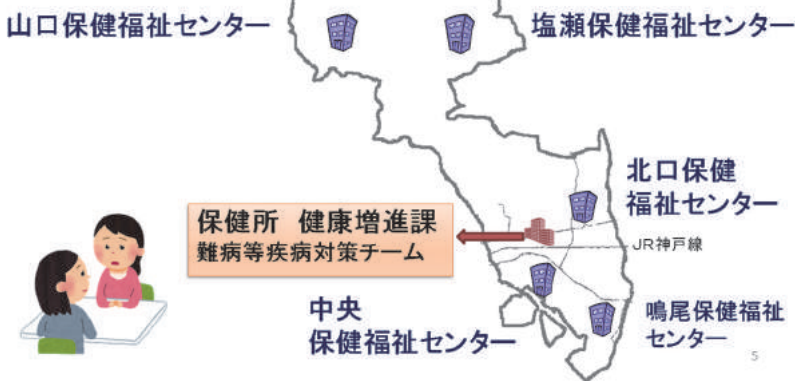 山口保健福祉センター
塩瀬保健福祉センター
北口保健
福祉センター
保健所 健康増進課
難病等疾病対策チーム
JR神戸線
中央
保健福祉センター
鳴尾保健福祉
センター
5